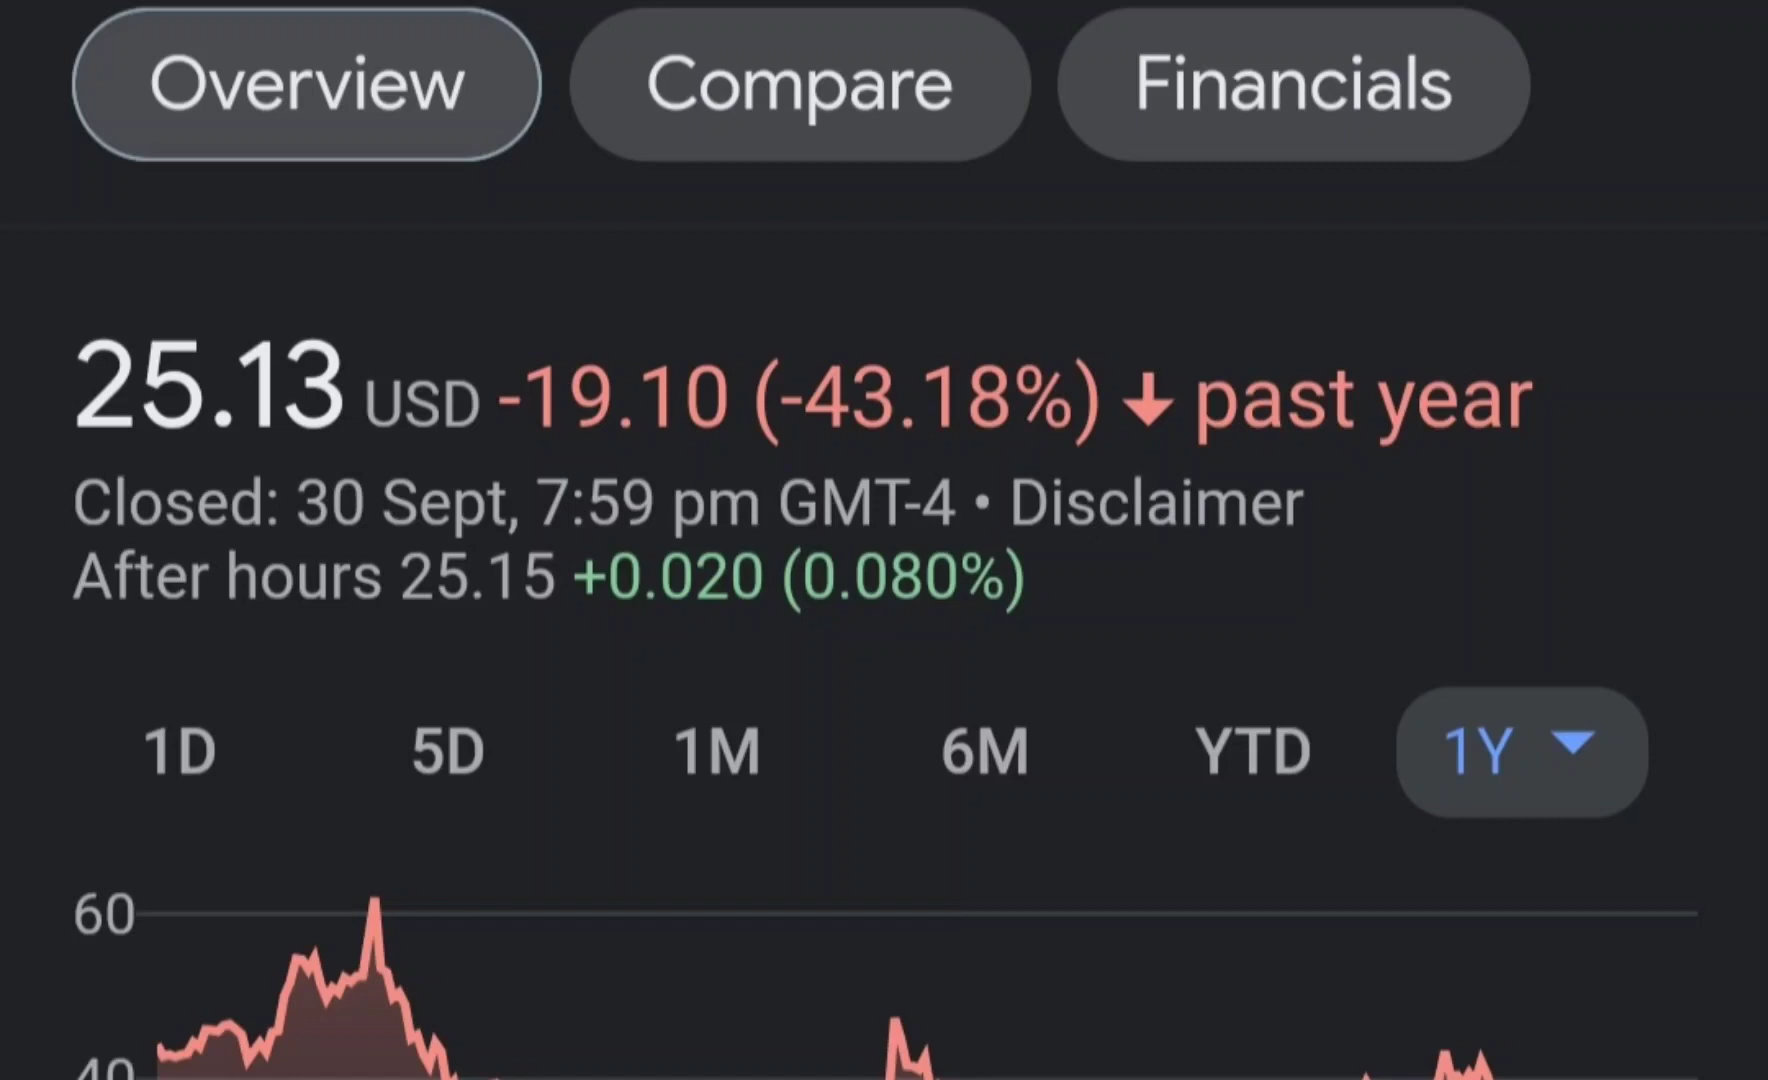 Overview Compare Financials
25.13 USD -19.10 (-43.18%) ↓ past year
Closed: 30 Sept, 7:59 pm GMT-4 • Disclaimer
After hours 25.15 +0.020 (0.080%)
1D 5D 1M 6M YTD 1Y
60
40